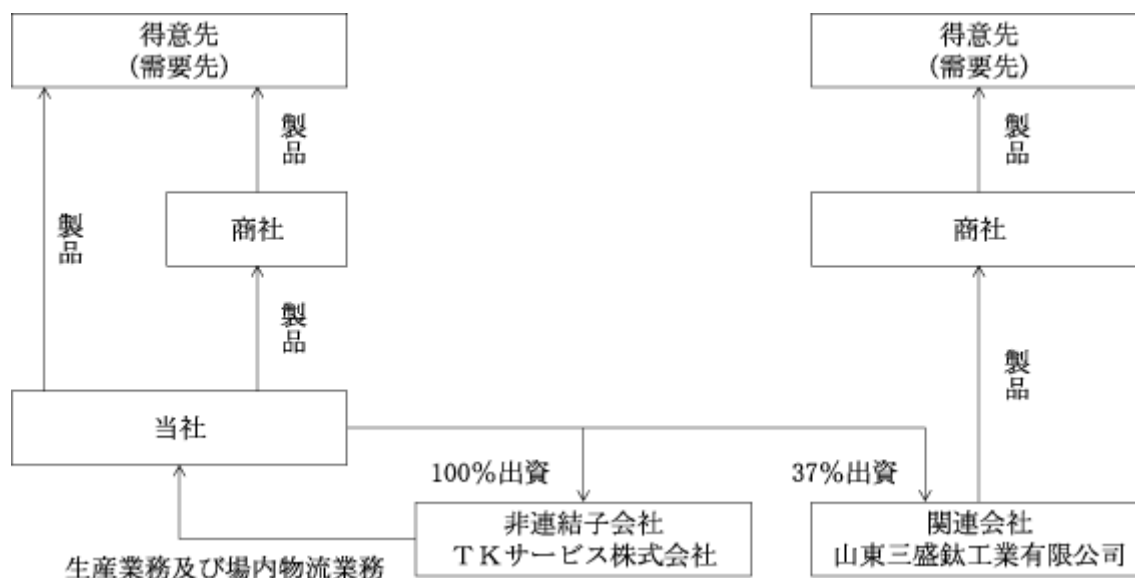 得意先
(需要先)
得意先
(需要先)
製品
製品
製品
商社
商社
製品
製品
当社
100%出資
37%出資
非連結子会社
TKサービス株式会社
関連会社
山東三盛鈦工業有限公司
生産業務及び場内物流業務